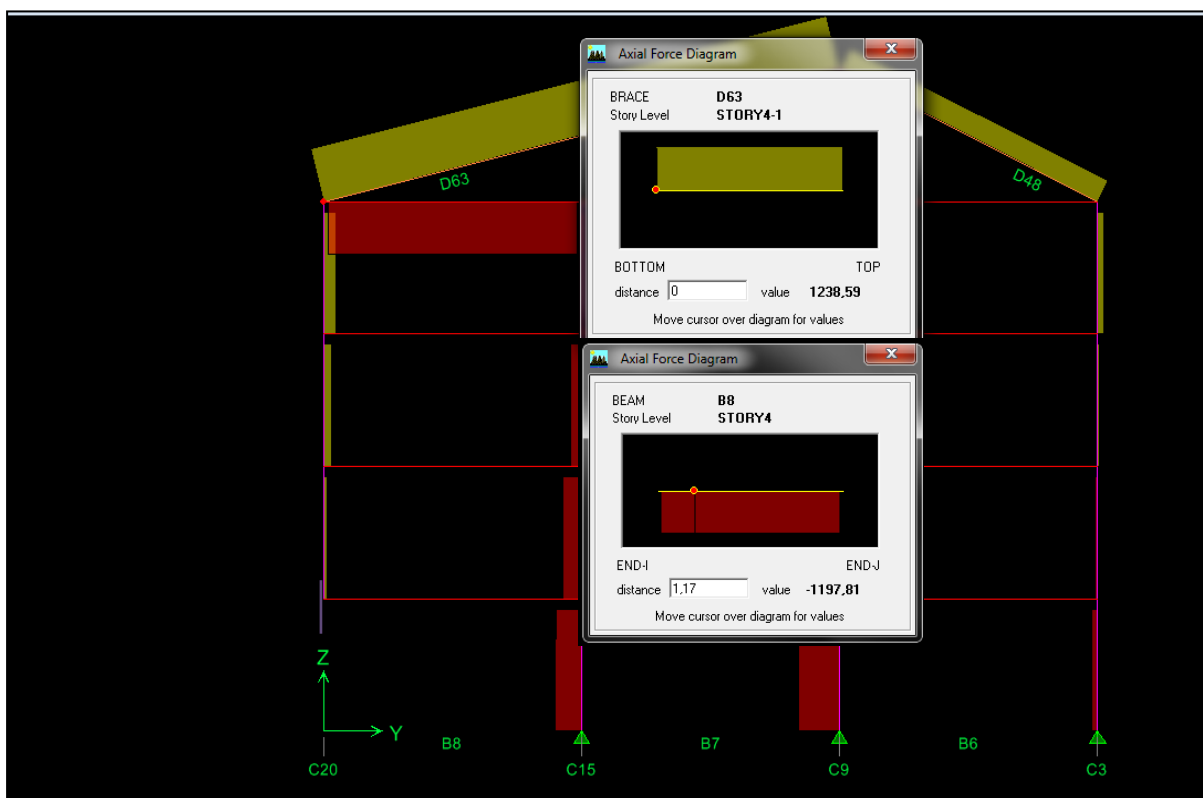 Axial Force Diagram
BRACE D63
Story Level STORY4-1
BOTTOM TOP
distance 0 value 1238,59
Move cursor over diagram for values
D63
D48
Axial Force Diagram
BEAM B8
Story Level STORY4
END-I END-J
distance 1,17 value -1197,81
Move cursor over diagram for values
Z
Y
B8 B7 B6
C20 C15 C9 C3